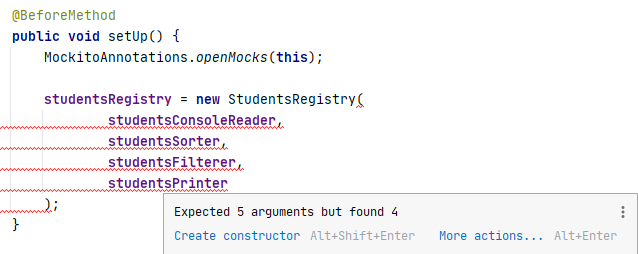 @BeforeMethod
public void setUp() {
MockitoAnnotations.openMocks(this);
studentsRegistry = new StudentsRegistry(
studentsConsoleReader,
studentsSorter,
studentsFilterer,
studentsPrinter
);
}
Expected 5 arguments but found 4
Create constructor Alt+Shift+Enter More actions... Alt+Enter